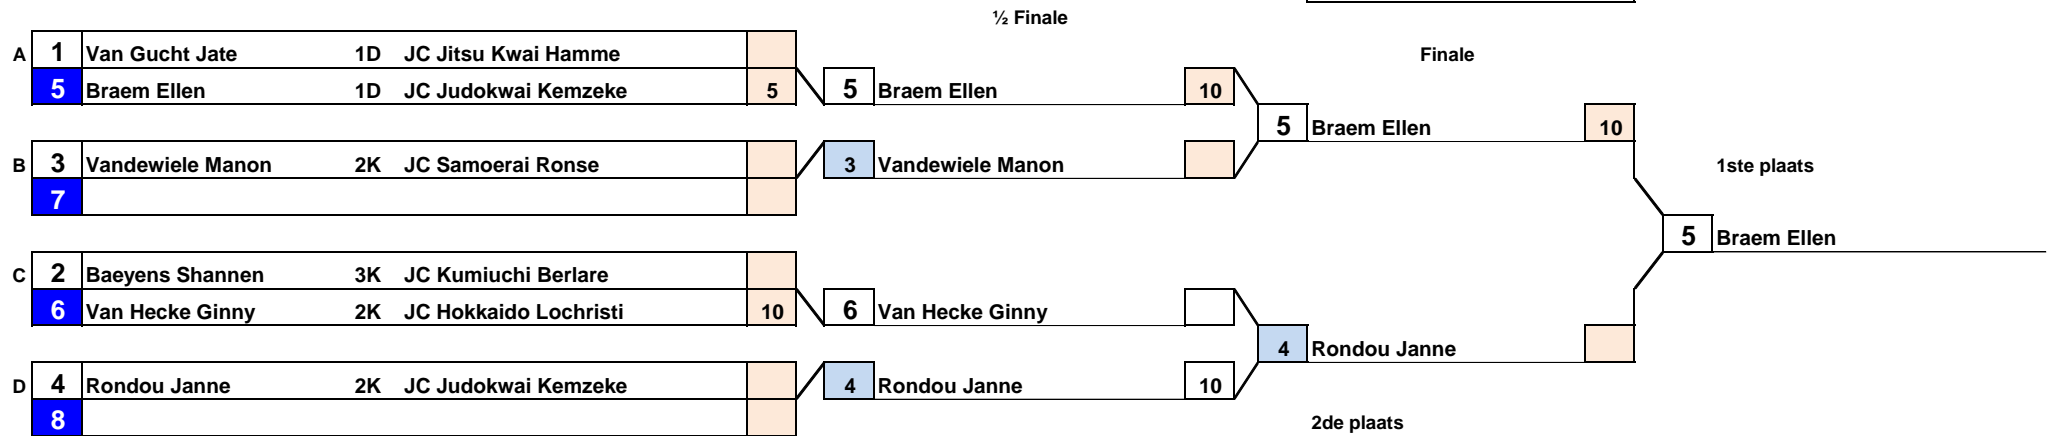 ½ Finale
A 1 Van Gucht Jate 1D JC Jitsu Kwai Hamme
Finale
5 Braem Ellen 1D JC Judokwai Kemzeke 5
5 Braem Ellen 10
5 Braem Ellen 10
B 3 Vandewiele Manon 2K JC Samoerai Ronse
3 Vandewiele Manon
1ste plaats
7
5 Braem Ellen
C 2 Baeyens Shannen 3K JC Kumiuchi Berlare
6 Van Hecke Ginny 2K JC Hokkaido Lochristi 10
6 Van Hecke Ginny
4 Rondou Janne
D 4 Rondou Janne 2K JC Judokwai Kemzeke
4 Rondou Janne 10
8
2de plaats